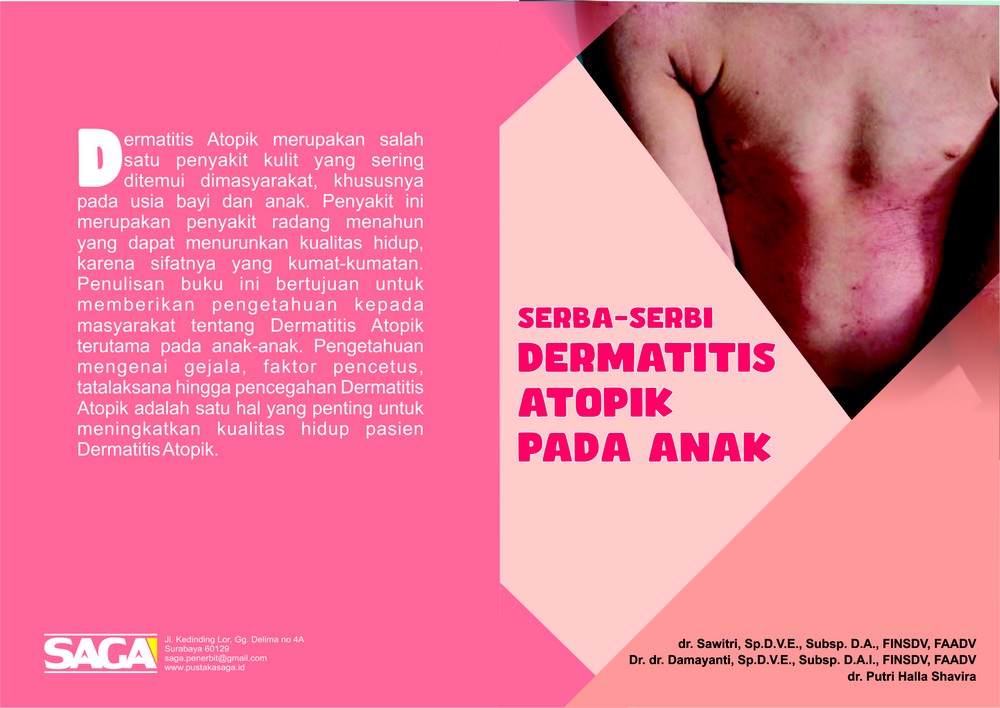 Dermatitis Atopik merupakan salah
satu penyakit kulit yang sering
ditemui dimasyarakat, khususnya
pada usia bayi dan anak. Penyakit ini
merupakan penyakit radang menahun
yang dapat menurunkan kualitas hidup,
karena sifatnya yang kumat-kumatan.
Penulisan buku ini bertujuan untuk
memberikan pengetahuan kepada
masyarakat tentang Dermatitis Atopik
terutama pada anak-anak. Pengetahuan
mengenai gejala, faktor pencetus,
tatalaksana hingga pencegahan Dermatitis
Atopik adalah satu hal yang penting untuk
meningkatkan kualitas hidup pasien
Dermatitis Atopik.
SAGA
Jl. Kedinding Lor, Gg. Delima no 4A
Surabaya 60129
saga.penerbit@gmail.com
www.pustakasaga.id
SERBA-SERBI
DERMATITIS
ATOPIK
PADA ANAK
dr. Sawitri, Sp.D.V.E., Subsp. D.A., FINSDV, FAADV
Dr. dr. Damayanti, Sp.D.V.E., Subsp. D.A.I., FINSDV, FAADV
dr. Putri Halla Shavira